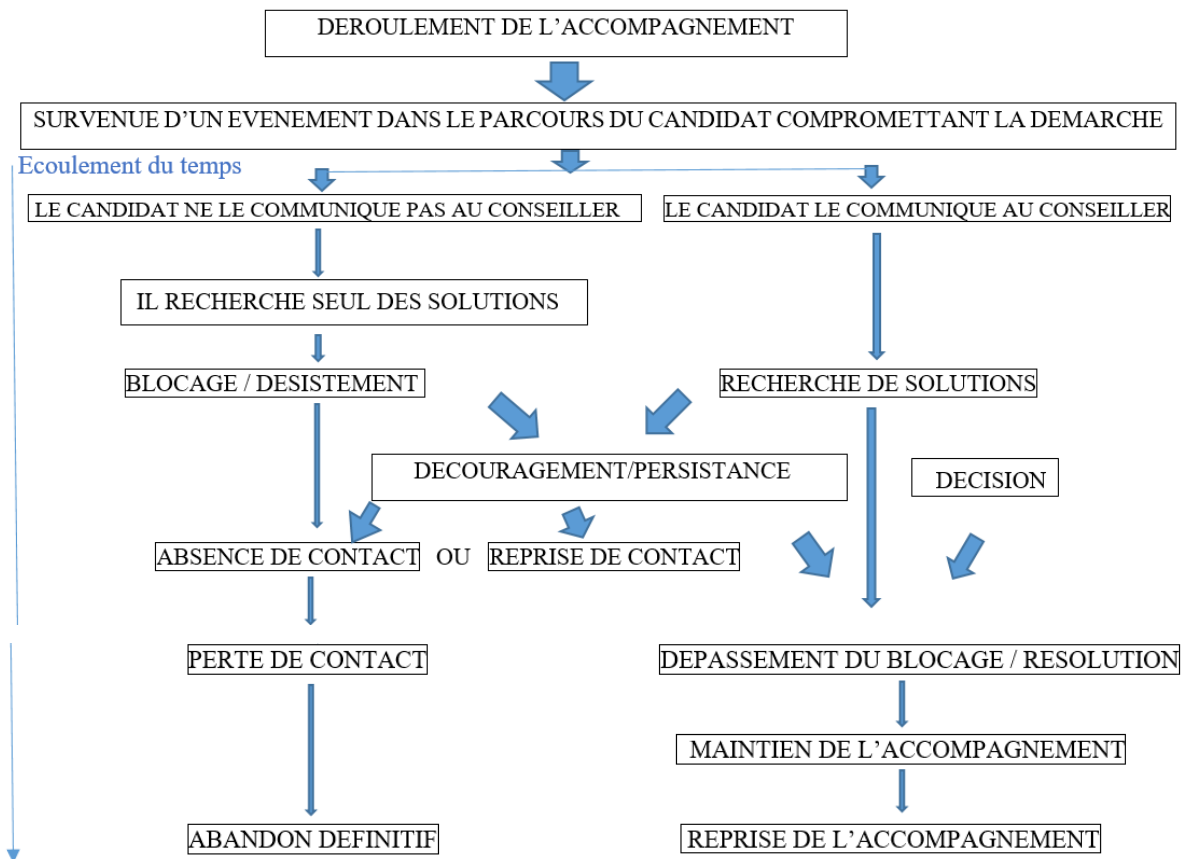 DEROULEMENT DE L’ACCOMPAGNEMENT
SURVENUE D’UN EVENEMENT DANS LE PARCOURS DU CANDIDAT COMPROMETTANT LA DEMARCHE
Ecoulement du temps
LE CANDIDAT NE LE COMMUNIQUE PAS AU CONSEILLER
LE CANDIDAT LE COMMUNIQUE AU CONSEILLER
IL RECHERCHE SEUL DES SOLUTIONS
BLOCAGE / DESISTEMENT
RECHERCHE DE SOLUTIONS
DECOURAGEMENT/PERSISTANCE
DECISION
ABSENCE DE CONTACT OU REPRISE DE CONTACT
PERTE DE CONTACT
DEPASSEMENT DU BLOCAGE / RESOLUTION
MAINTIEN DE L’ACCOMPAGNEMENT
ABANDON DEFINITIF
REPRISE DE L’ACCOMPAGNEMENT